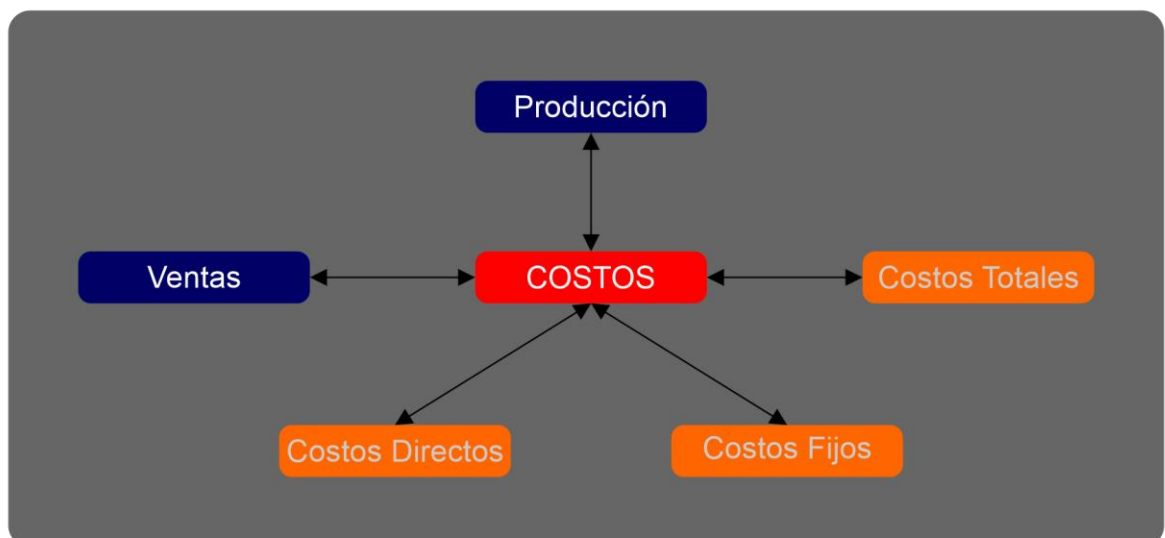 Producción
Ventas
COSTOS
Costos Totales
Costos Directos
Costos Fijos